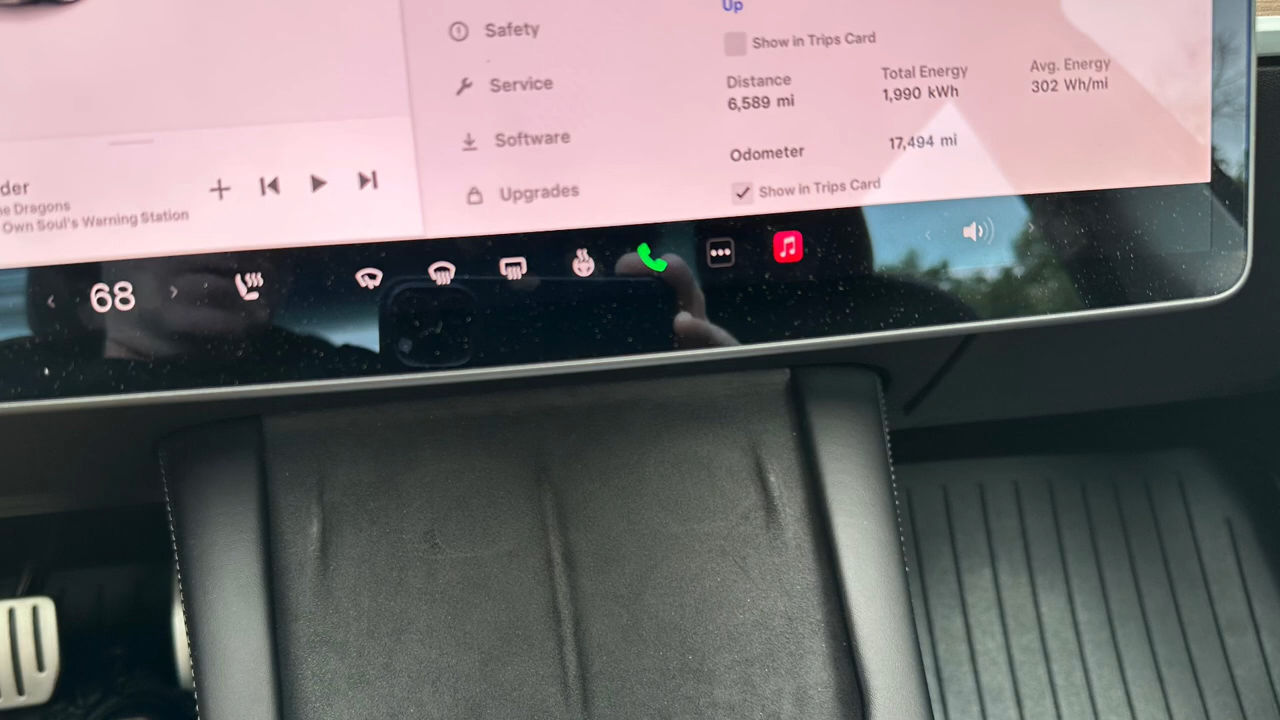 Up
Safety
Show in Trips Card
Service
Distance
Total Energy
Avg. Energy
6,589 mi
1,990 kWh
302 Wh/mi
Software
Odometer
17,494 mi
Upgrades
Show in Trips Card
der
e Dragons
Own Soul's Warning Station
68